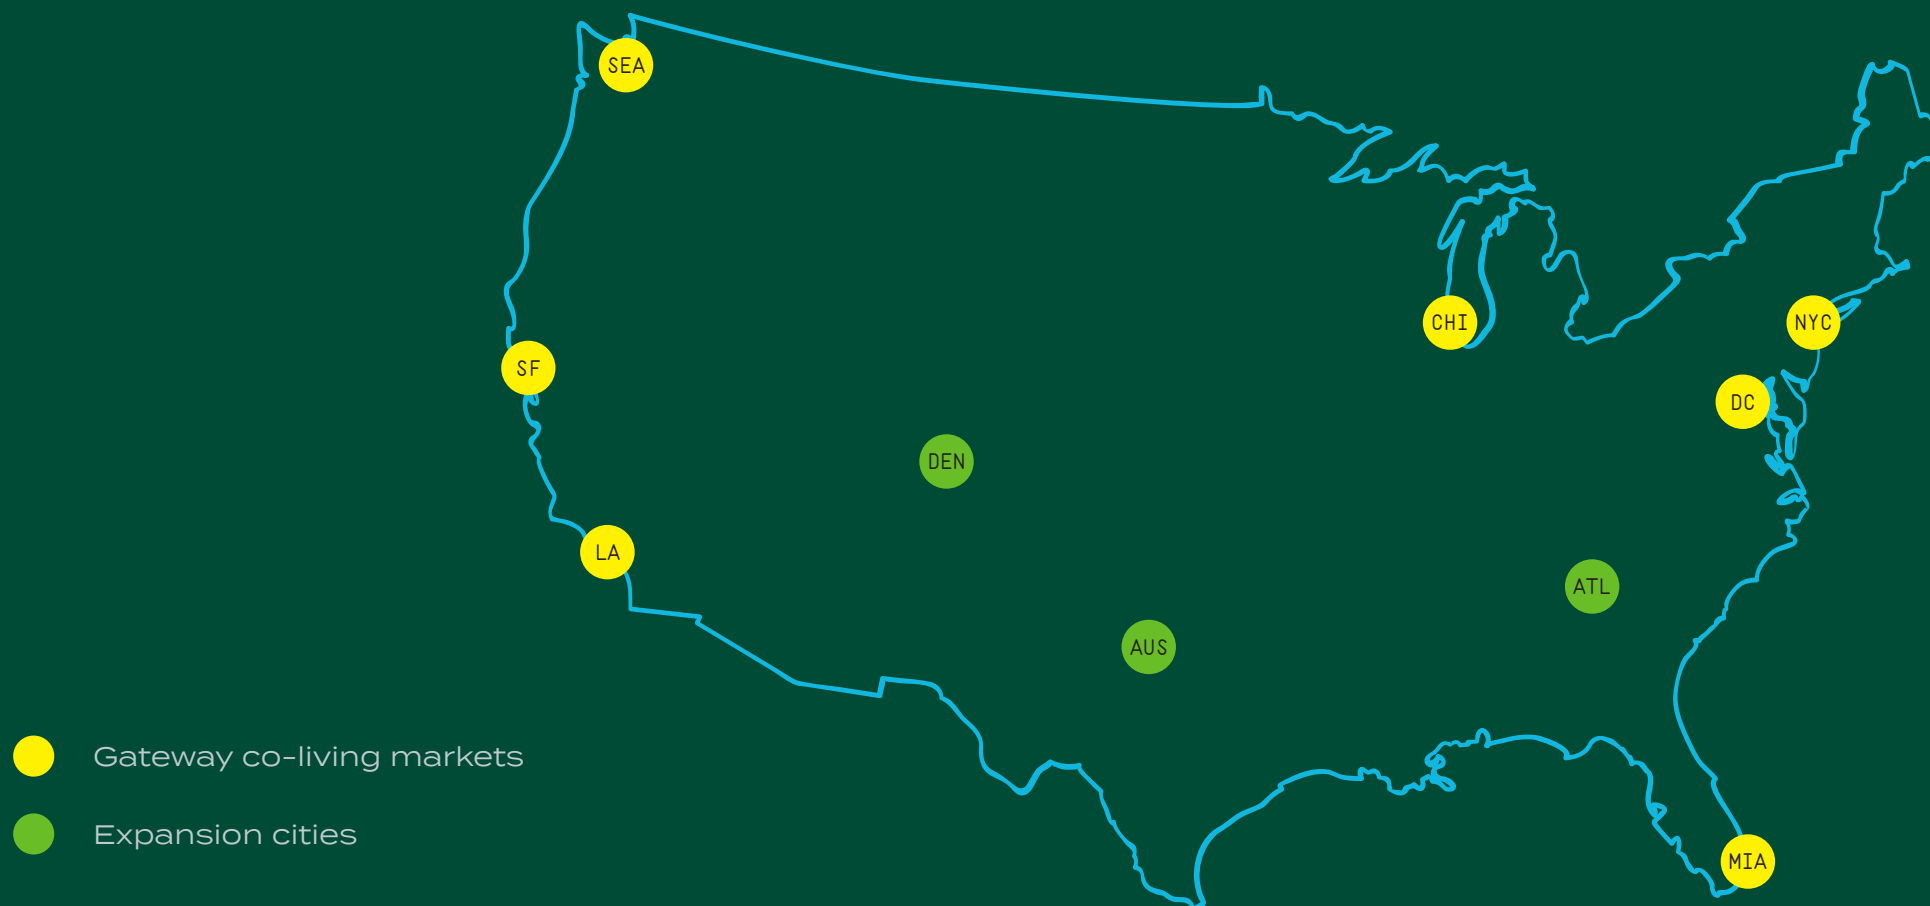 SEA
CHI
NYC
SF
DC
DEN
LA
ATL
AUS
Gateway co-living markets
Expansion cities
MIA